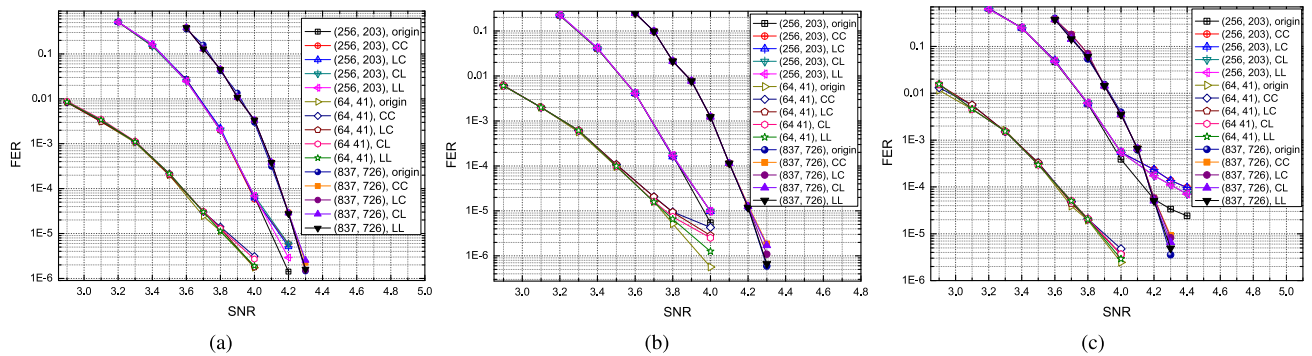 FER
0.1
0.01
1E-3
1E-4
1E-5
1E-6
3.0 3.2 3.4 3.6 3.8 4.0 4.2 4.4 4.6 4.8 5.0
SNR
(256, 203), origin
(256, 203), CC
(256, 203), LC
(256, 203), CL
(256, 203), LL
(64, 41), origin
(64, 41), CC
(64, 41), LC
(64, 41), CL
(64, 41), LL
(837, 726), origin
(837, 726), CC
(837, 726), LC
(837, 726), CL
(837, 726), LL
(a)
FER
0.1
0.01
1E-3
1E-4
1E-5
1E-6
3.0 3.2 3.4 3.6 3.8 4.0 4.2 4.4 4.6 4.8
SNR
(256, 203), origin
(256, 203), CC
(256, 203), LC
(256, 203), CL
(256, 203), LL
(64, 41), origin
(64, 41), CC
(64, 41), LC
(64 41), CL
(64, 41), LL
(837, 726), origin
(837, 726), CC
(837, 726), LC
(837, 726), CL
(837, 726), LL
(b)
FER
0.1
0.01
1E-3
1E-4
1E-5
1E-6
3.0 3.2 3.4 3.6 3.8 4.0 4.2 4.4 4.6 4.8 5.0
SNR
(256, 203), origin
(256, 203), CC
(256, 203), LC
(256, 203), CL
(256, 203), LL
(64, 41), origin
(64, 41), CC
(64, 41), LC
(64, 41), CL
(64, 41), LL
(837, 726), origin
(837, 726), CC
(837, 726), LC
(837, 726), CL
(837, 726), LL
(c)